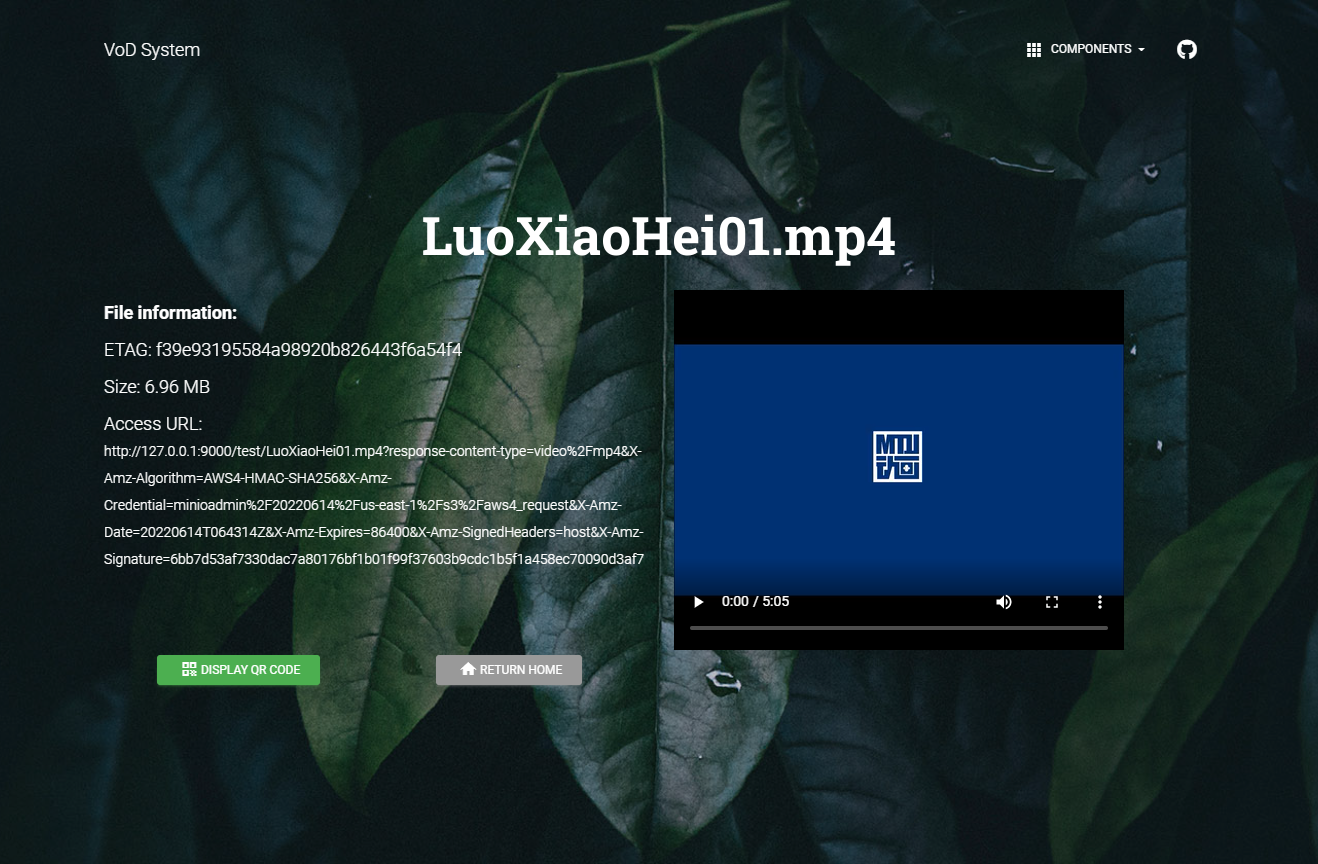 VoD System
COMPONENTS
LuoXiaoHei01.mp4
File information:
ETAG: f39e93195584a98920b826443f6a54f4
Size: 6.96 MB
Access URL:
http://127.0.0.1:9000/test/LuoXiaoHei01.mp4?response-content-type=video%2Fmp4&X-
Amz-Algorithm=AWS4-HMAC-SHA256&X-Amz-
Credential=minioadmin%2F20220614%2Fus-east-1%2Fs3%2Faws4_request&X-Amz-
Date=20220614T064314Z&X-Amz-Expires=86400&X-Amz-SignedHeaders=host&X-Amz-
Signature=6bb7d53af7330dac7a80176bf1b01f99f37603b9cdc1b5f1a458ec70090d3af7
MTJJ
0:00 / 5:05
DISPLAY QR CODE
RETURN HOME